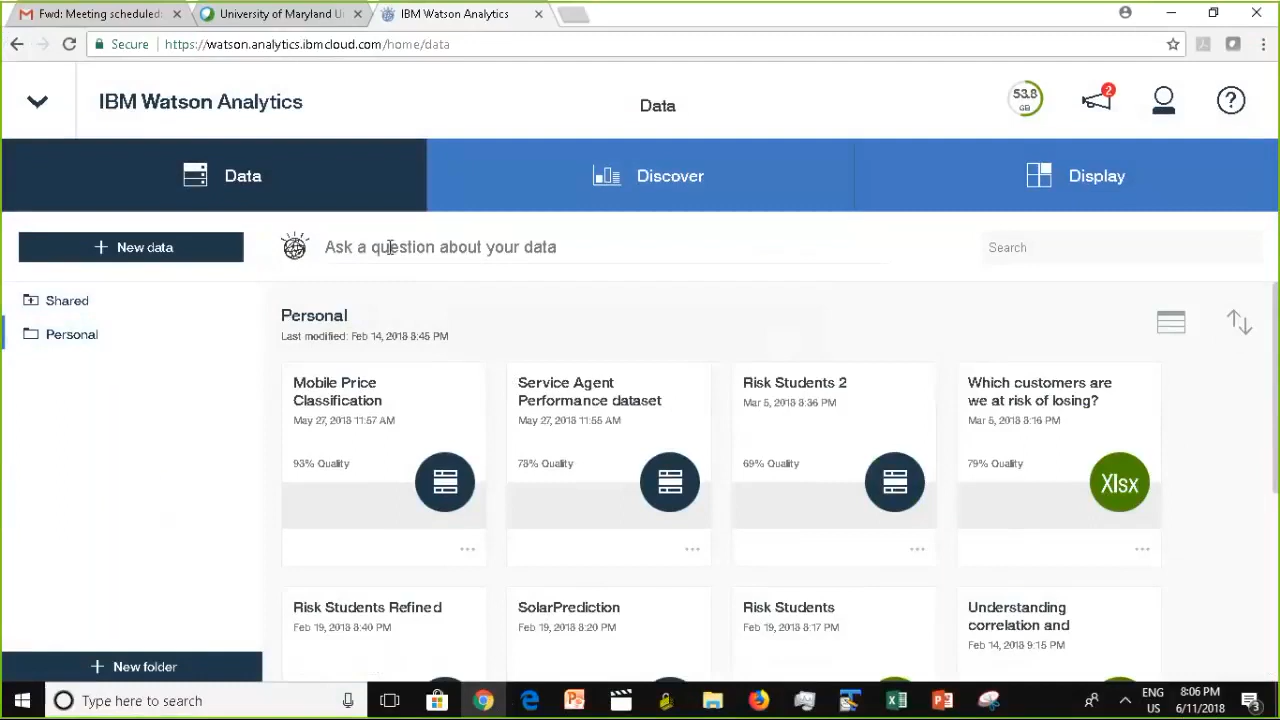 Fwd: Meeting scheduled:
University of Maryland U
IBM Watson Analytics
Secure
https://watson.analytics.ibmcloud.com/home/data
IBM Watson Analytics
Data
53.8
GB
2
Data
Discover
Display
New data
Ask a question about your data
Search
Shared
Personal
Personal
Last modified: Feb 14, 2018 8:45 PM
Mobile Price
Classification
May 27, 2018 11:57 AM
93% Quality
Service Agent
Performance dataset
May 27, 2018 11:55 AM
78% Quality
Risk Students 2
Mar 5, 2018 8:36 PM
69% Quality
Which customers are
we at risk of losing?
Mar 5, 2018 8:16 PM
79% Quality
Xlsx
Risk Students Refined
Feb 19, 2018 8:40 PM
SolarPrediction
Feb 19, 2018 8:20 PM
Risk Students
Feb 19, 2018 8:17 PM
Understanding
correlation and
Feb 14, 2018 9:15 PM
New folder
Type here to search
ENG
US
8:06 PM
6/11/2018
3